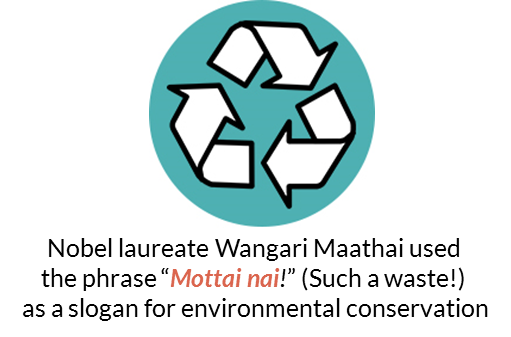 Nobel laureate Wangari Maathai used
the phrase “Mottai nai!” (Such a waste!)
as a slogan for environmental conservation